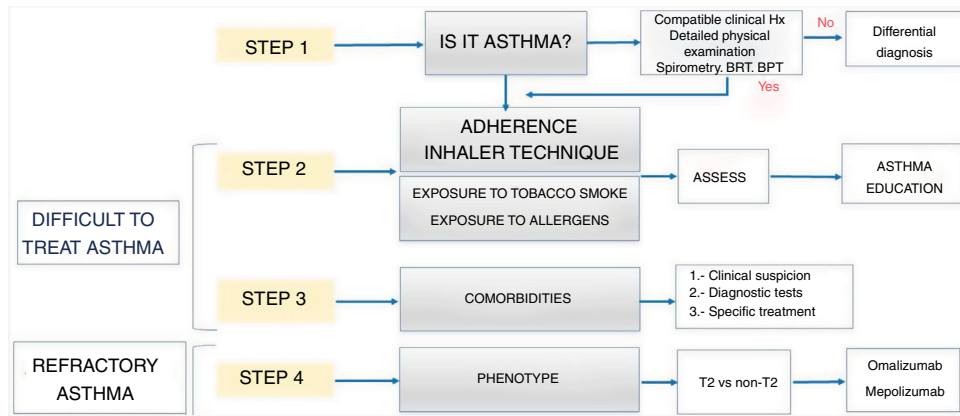 STEP 1
IS IT ASTHMA?
Compatible clinical Hx
Detailed physical
examination
Spirometry. BRT. BPT
No
Differential
diagnosis
Yes
DIFFICULT TO
TREAT ASTHMA
STEP 2
ADHERENCE
INHALER TECHNIQUE
EXPOSURE TO TOBACCO SMOKE
EXPOSURE TO ALLERGENS
ASSESS
ASTHMA
EDUCATION
STEP 3
COMORBIDITIES
1.- Clinical suspicion
2.- Diagnostic tests
3.- Specific treatment
REFRACTORY
ASTHMA
STEP 4
PHENOTYPE
T2 vs non-T2
Omalizumab
Mepolizumab